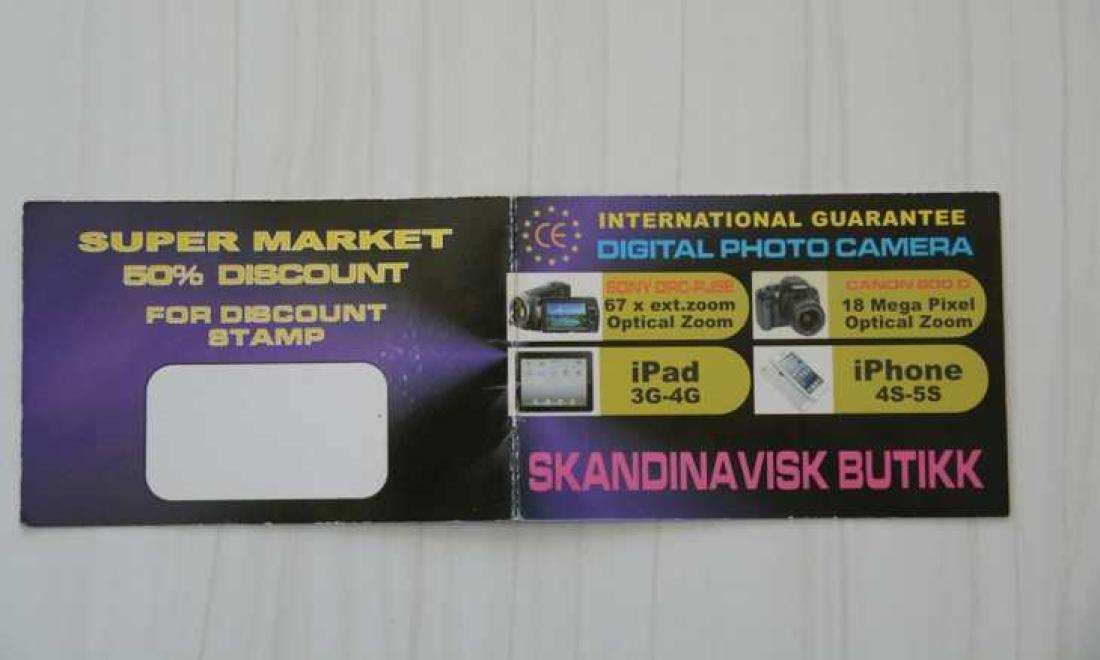 SUPER MARKET
50% DISCOUNT
FOR DISCOUNT
STAMP
CE
INTERNATIONAL GUARANTEE
DIGITAL PHOTO CAMERA
SONY
67 x ext.zoom
Optical Zoom
CANON 600 D
18 Mega Pixel
Optical Zoom
iPad
3G-4G
iPhone
4S-5S
SKANDINAVISK BUTIKK